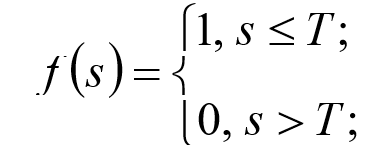 f(s) = { 1, s ≤ T;
0, s > T;